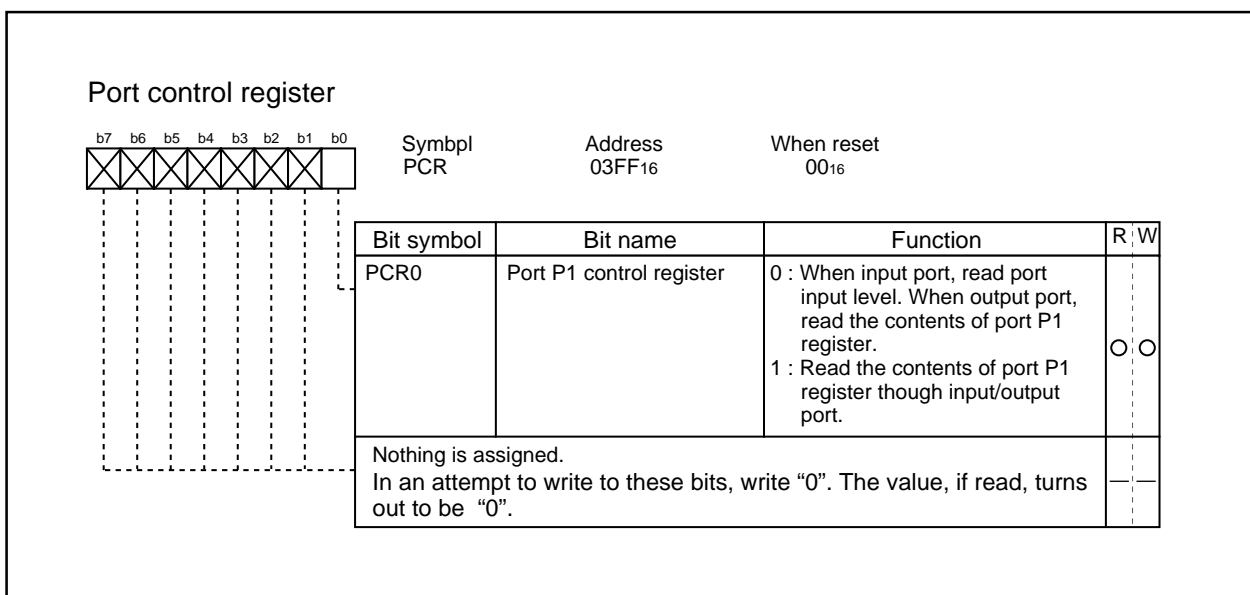 Port control register
b7 b6 b5 b4 b3 b2 b1 b0
Symbpl Address When reset
PCR 03FF16 0016
Bit symbol Bit name Function R W
PCR0 Port P1 control register 0 : When input port, read port
input level. When output port,
read the contents of port P1
register.
1 : Read the contents of port P1
register though input/output
port.
Nothing is assigned.
In an attempt to write to these bits, write “0”. The value, if read, turns
out to be “0”.